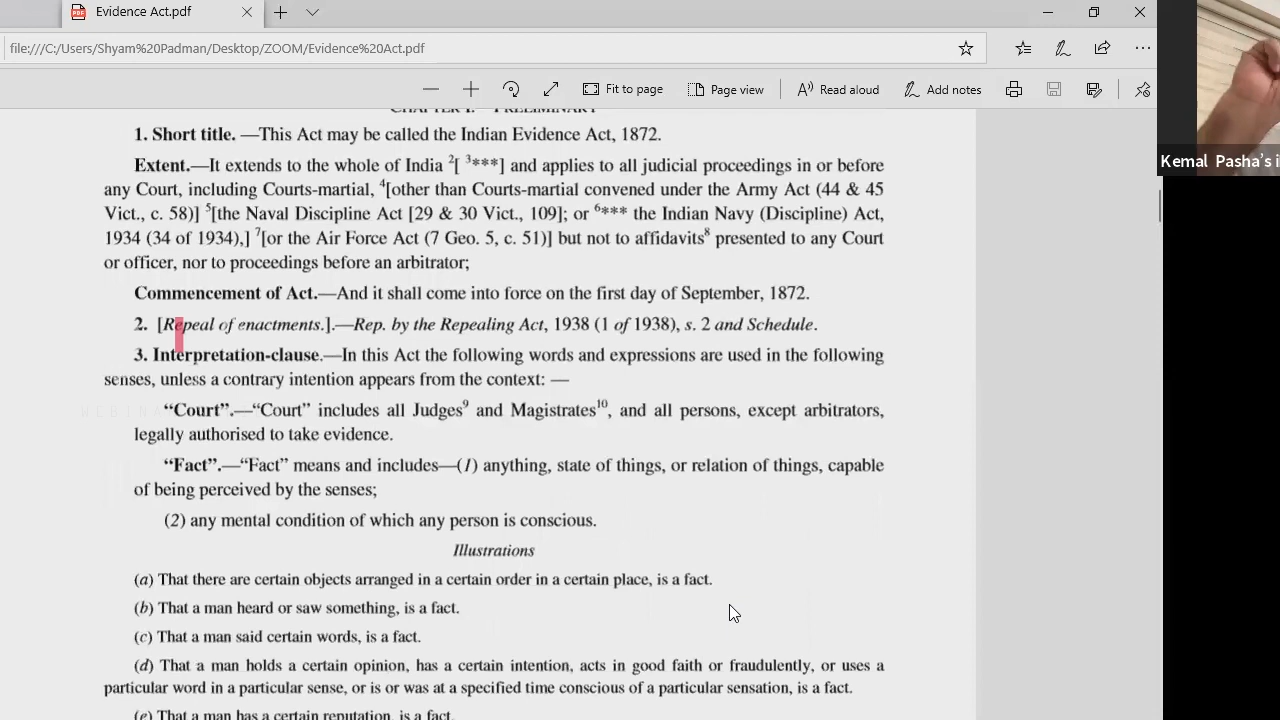 Evidence Act.pdf
file:///C:/Users/Shyam%20Padman/Desktop/ZOOM/Evidence%20Act.pdf
Fit to page
Page view
Read aloud
Add notes
Kemal Pasha's i
CHAPTER I. PRELIMINARY
1. Short title. —This Act may be called the Indian Evidence Act, 1872.
Extent.—It extends to the whole of India ²[ ³***] and applies to all judicial proceedings in or before
any Court, including Courts-martial, ⁴[other than Courts-martial convened under the Army Act (44 & 45
Vict., c. 58)] ⁵[the Naval Discipline Act [29 & 30 Vict., 109]; or ⁶*** the Indian Navy (Discipline) Act,
1934 (34 of 1934),] ⁷[or the Air Force Act (7 Geo. 5, c. 51)] but not to affidavits⁸ presented to any Court
or officer, nor to proceedings before an arbitrator;
Commencement of Act.—And it shall come into force on the first day of September, 1872.
2. [Repeal of enactments.].—Rep. by the Repealing Act, 1938 (1 of 1938), s. 2 and Schedule.
3. Interpretation-clause.—In this Act the following words and expressions are used in the following
senses, unless a contrary intention appears from the context: —
“Court”.—“Court” includes all Judges⁹ and Magistrates¹⁰, and all persons, except arbitrators,
legally authorised to take evidence.
“Fact”.—“Fact” means and includes—(1) anything, state of things, or relation of things, capable
of being perceived by the senses;
(2) any mental condition of which any person is conscious.
Illustrations
(a) That there are certain objects arranged in a certain order in a certain place, is a fact.
(b) That a man heard or saw something, is a fact.
(c) That a man said certain words, is a fact.
(d) That a man holds a certain opinion, has a certain intention, acts in good faith or fraudulently, or uses a
particular word in a particular sense, or is or was at a specified time conscious of a particular sensation, is a fact.
(e) That a man has a certain reputation, is a fact.